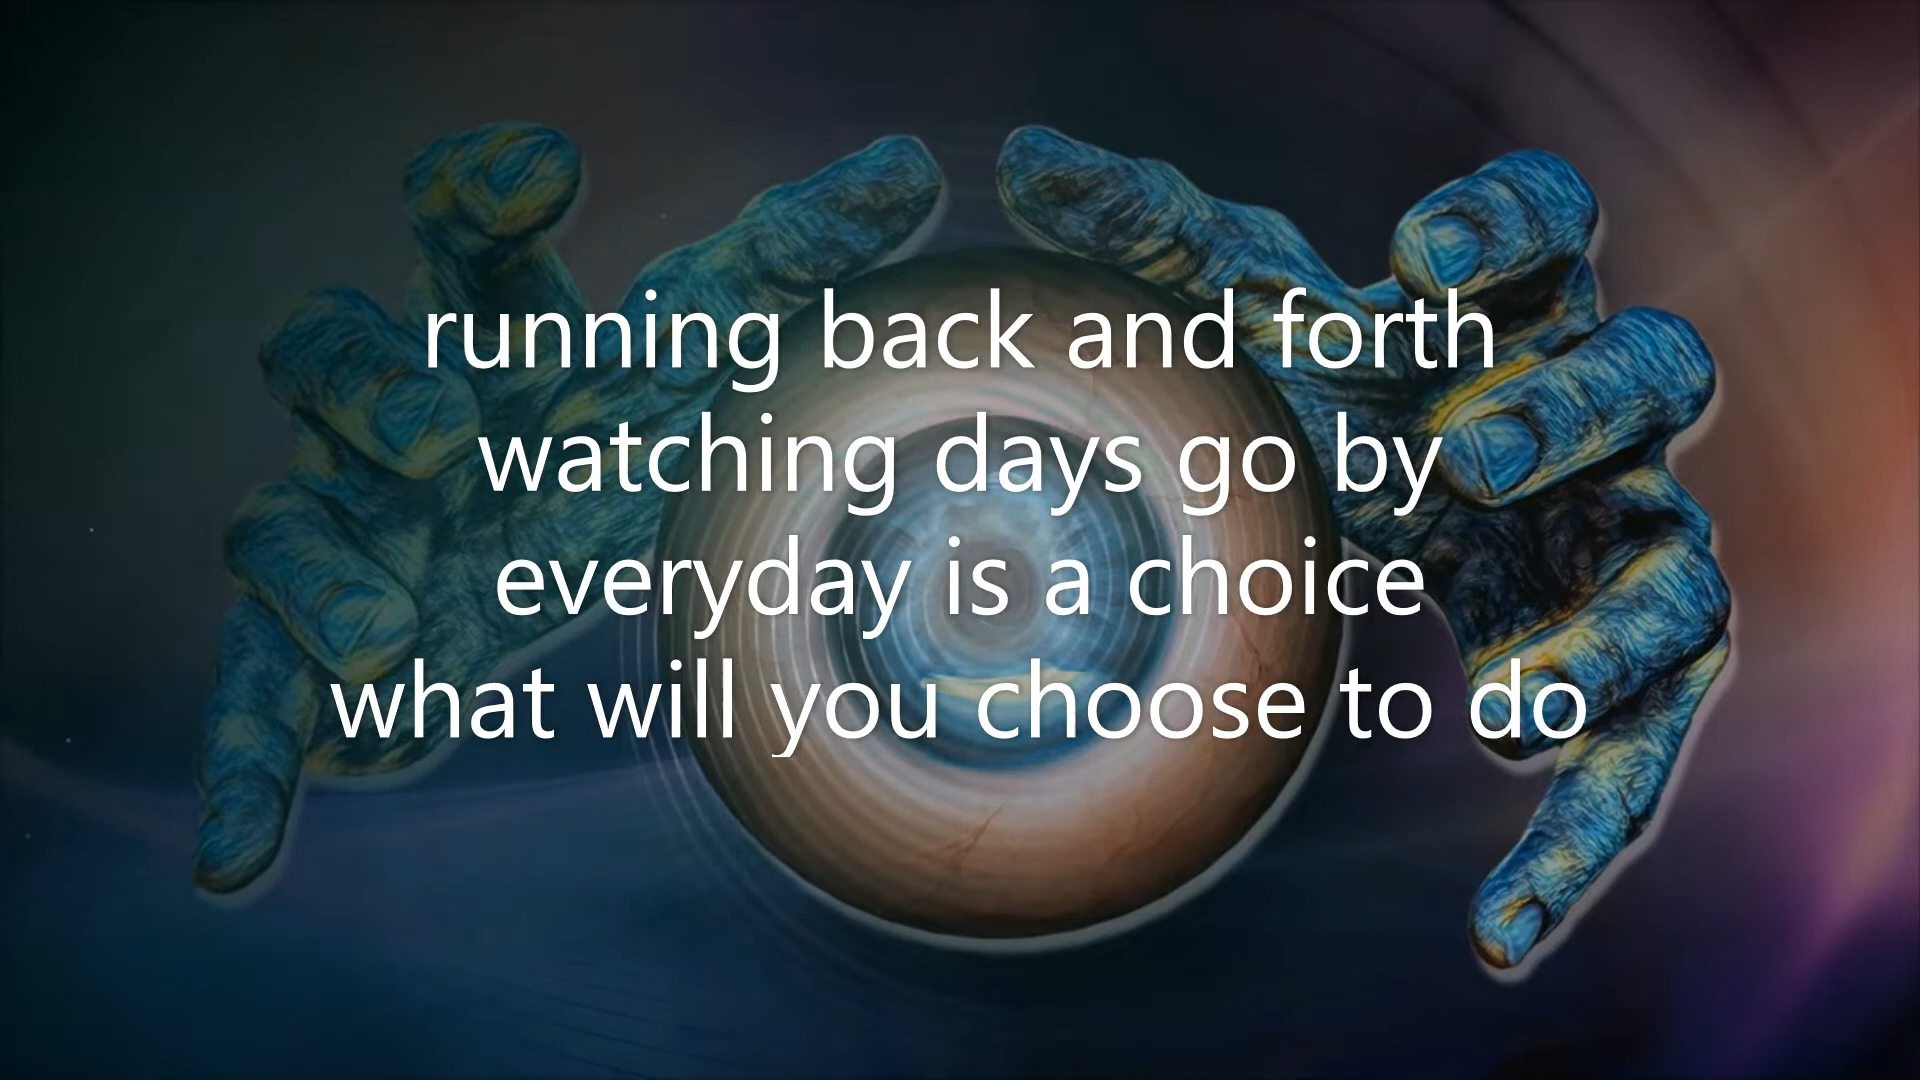 running back and forth
watching days go by
everyday is a choice
what will you choose to do